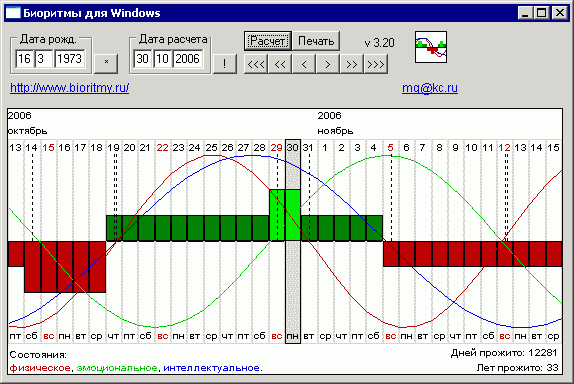 Биоритмы для Windows
Дата рожд. Дата расчета Расчет Печать v 3.20
16 3 1973 * 30 10 2006 ! <<< << < > >> >>>
http://www.bioritmy.ru/ mq@kc.ru
2006 2006
октябрь ноябрь
13 14 15 16 17 18 19 20 21 22 23 24 25 26 27 28 29 30 31 1 2 3 4 5 6 7 8 9 10 11 12 13 14 15
пт сб вс пн вт ср чт пт сб вс пн вт ср чт пт сб вс пн вт ср чт пт сб вс пн вт ср чт пт сб вс пн вт ср
Состояния: Дней прожито: 12281
физическое, эмоциональное, интеллектуальное. Лет прожито: 33